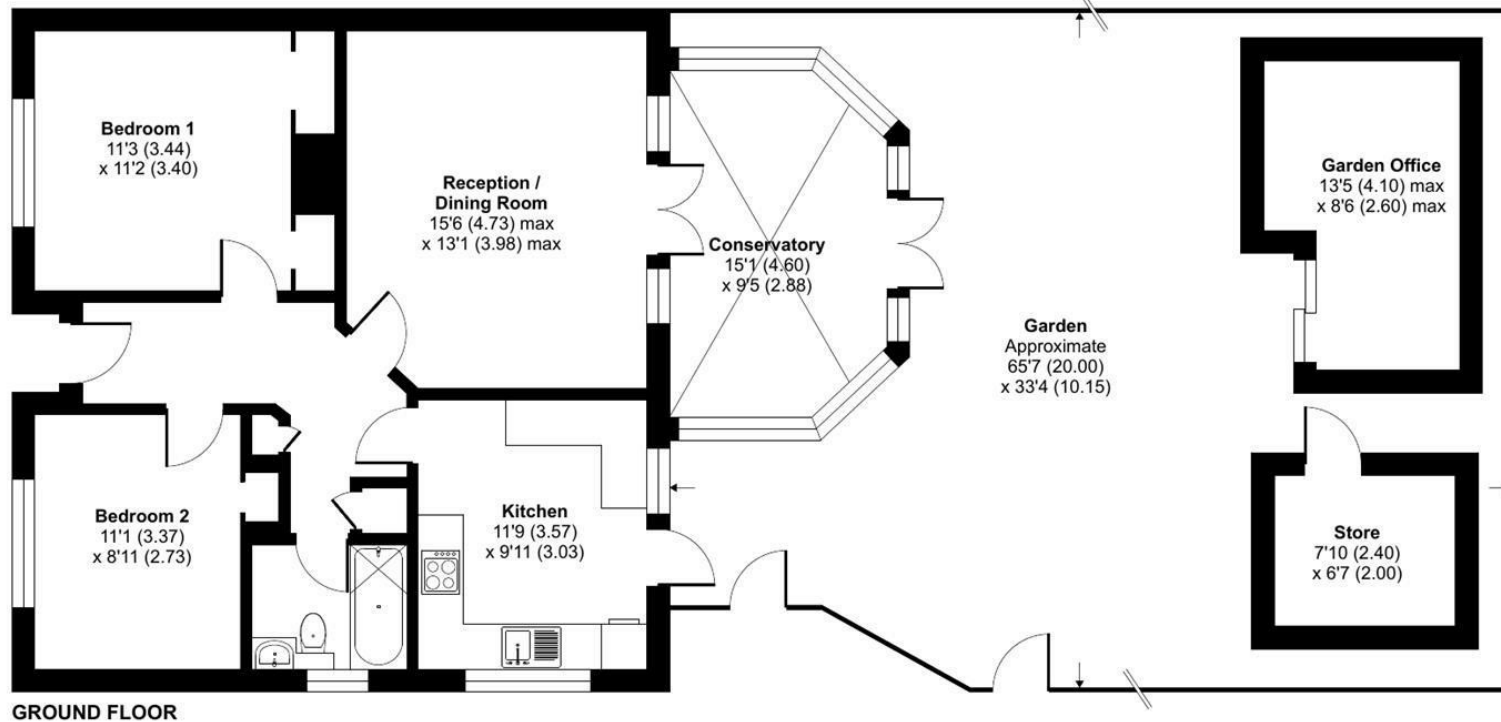 Bedroom 1
11'3 (3.44)
x 11'2 (3.40)
Reception /
Dining Room
15'6 (4.73) max
x 13'1 (3.98) max
Conservatory
15'1 (4.60)
x 9'5 (2.88)
Garden
Approximate
65'7 (20.00)
x 33'4 (10.15)
Garden Office
13'5 (4.10) max
x 8'6 (2.60) max
Bedroom 2
11'1 (3.37)
x 8'11 (2.73)
Kitchen
11'9 (3.57)
x 9'11 (3.03)
Store
7'10 (2.40)
x 6'7 (2.00)
GROUND FLOOR